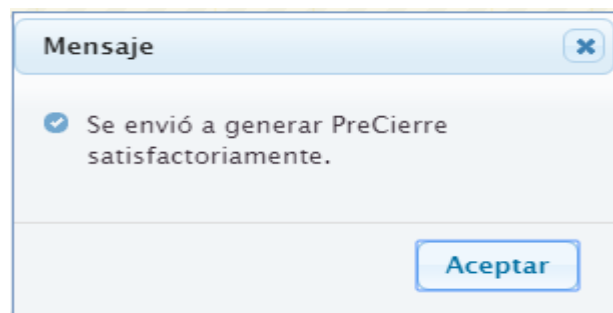 Mensaje
Se envió a generar PreCierre
satisfactoriamente.
Aceptar